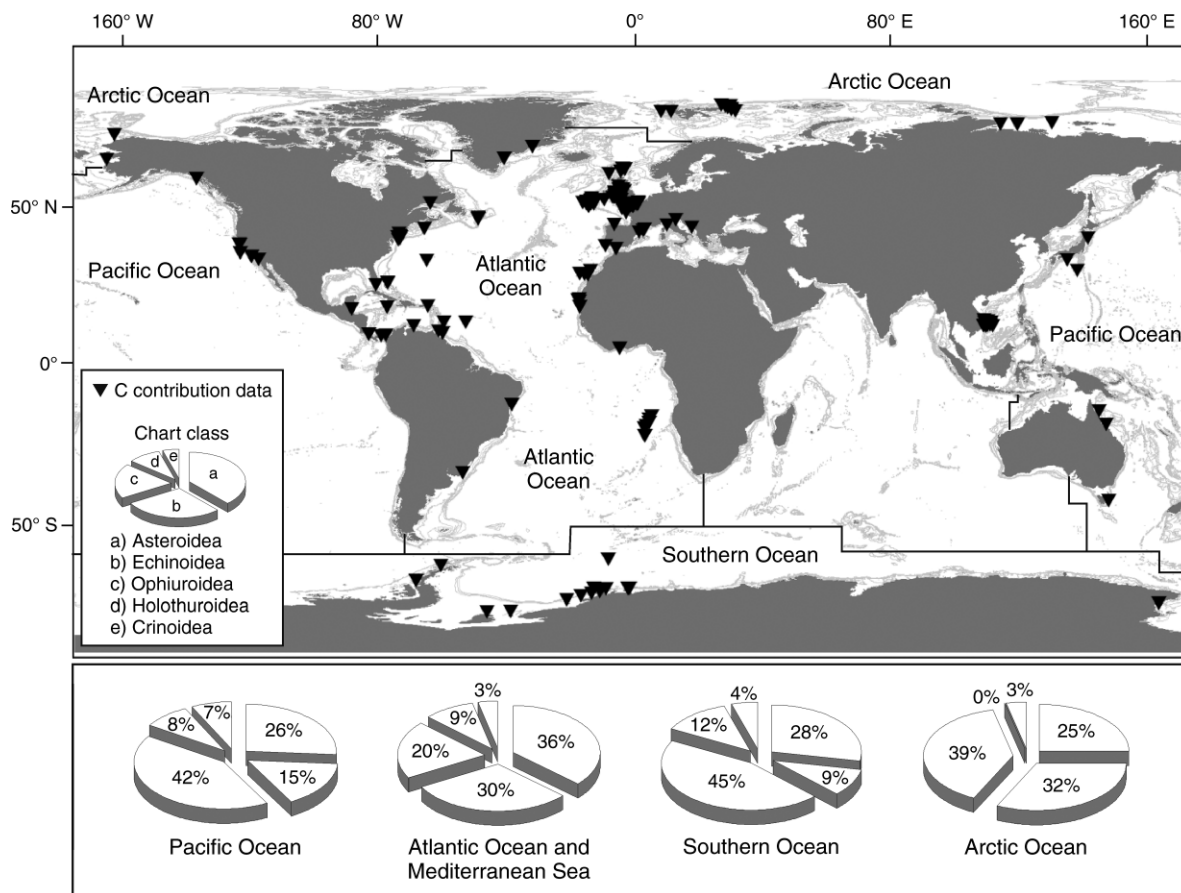 160° W
80° W
0°
80° E
160° E
Arctic Ocean
Arctic Ocean
50° N
Pacific Ocean
Atlantic
Ocean
Pacific Ocean
0°
▼ C contribution data
Chart class
a
b
c
d
e
a) Asteroidea
b) Echinoidea
c) Ophiuroidea
d) Holothuroidea
e) Crinoidea
Atlantic
Ocean
50° S
Southern Ocean
26%
15%
42%
8%
7%
Pacific Ocean
36%
30%
20%
9%
3%
Atlantic Ocean and
Mediterranean Sea
28%
9%
45%
12%
4%
Southern Ocean
25%
32%
39%
0%
3%
Arctic Ocean